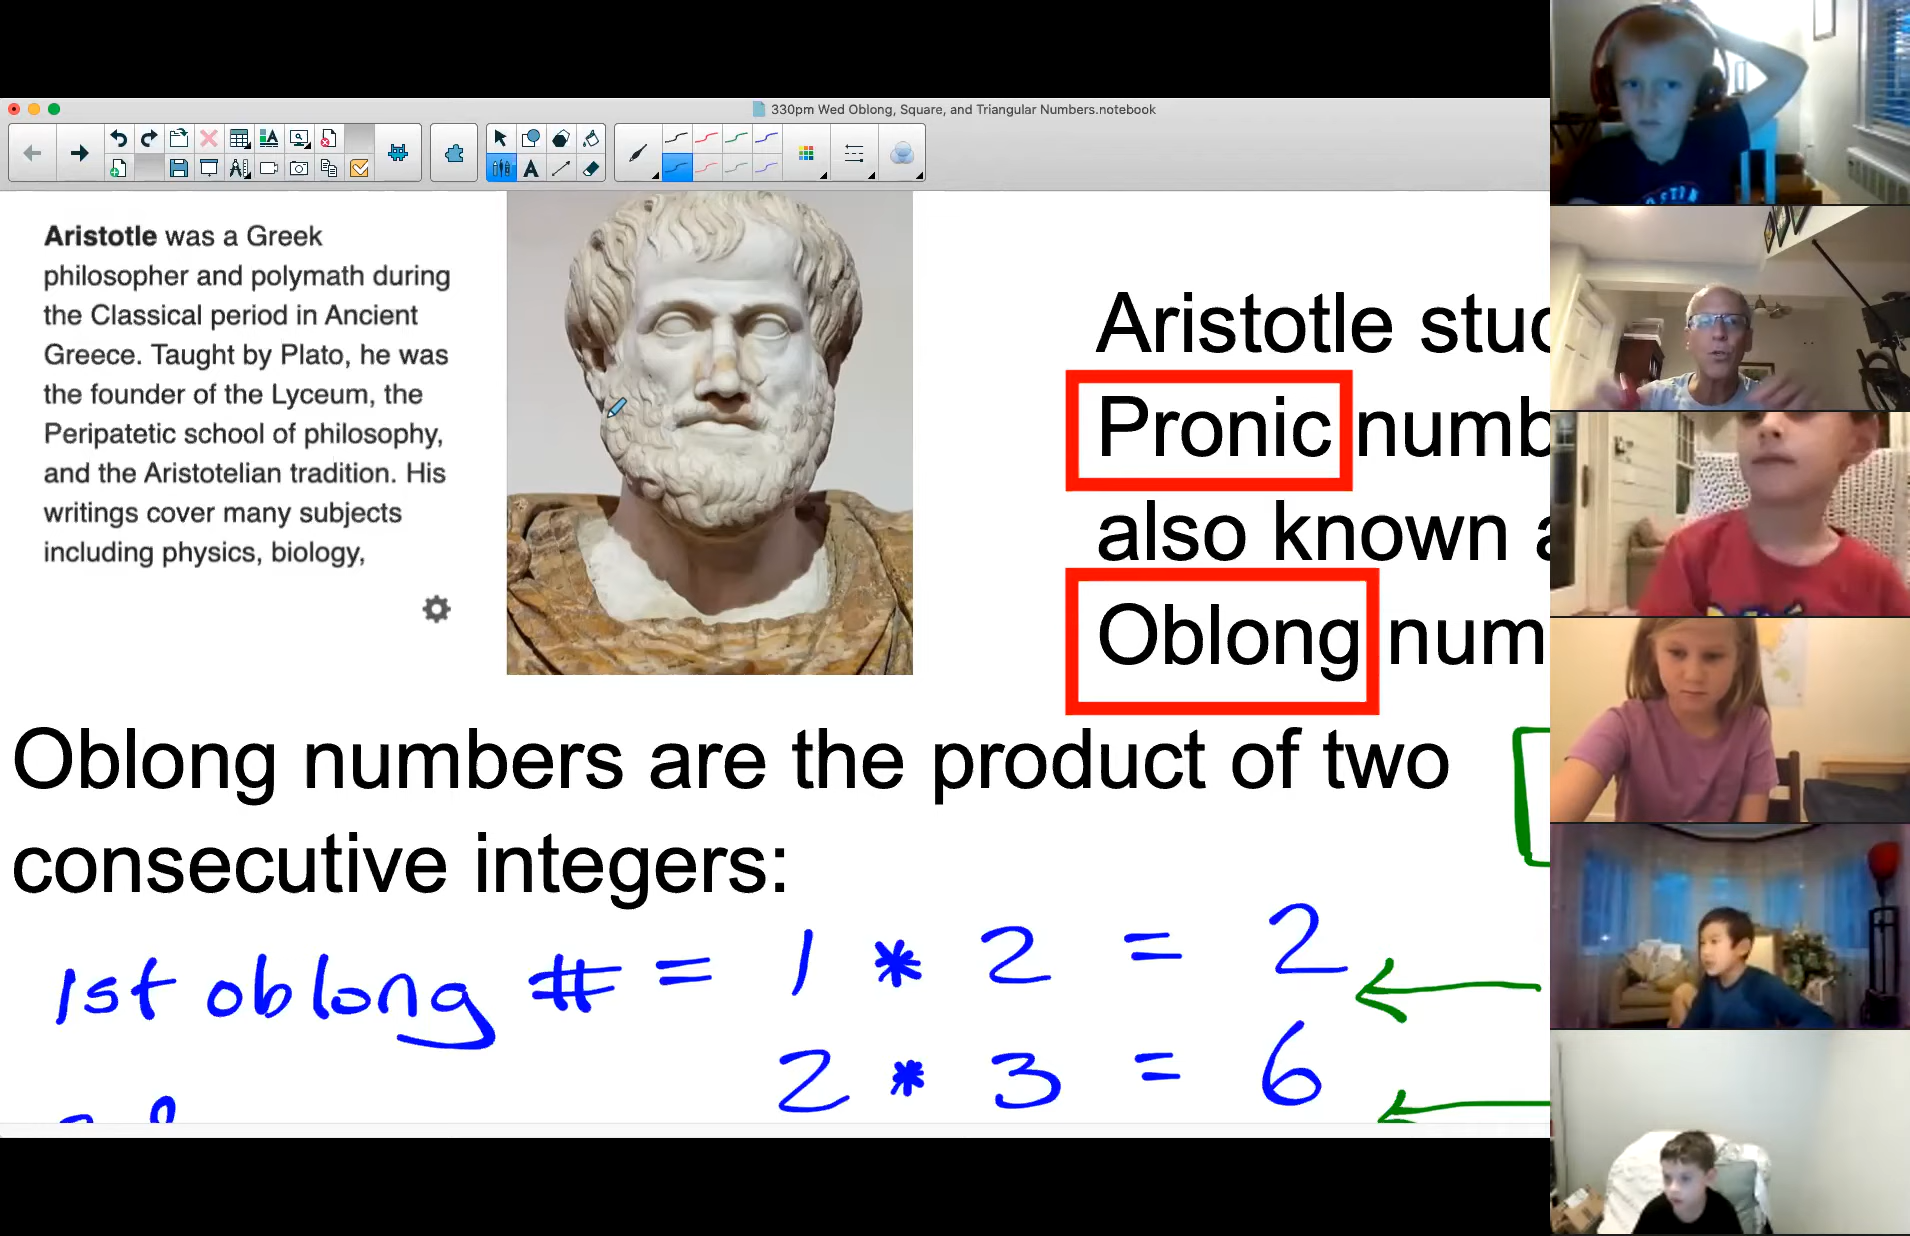 330pm Wed Oblong, Square, and Triangular Numbers.notebook
Aristotle was a Greek
philosopher and polymath during
the Classical period in Ancient
Greece. Taught by Plato, he was
the founder of the Lyceum, the
Peripatetic school of philosophy,
and the Aristotelian tradition. His
writings cover many subjects
including physics, biology,
Aristotle stud
Pronic numb
also known a
Oblong num
Oblong numbers are the product of two
consecutive integers:
1st oblong # = 1 * 2 = 2
2 * 3 = 6